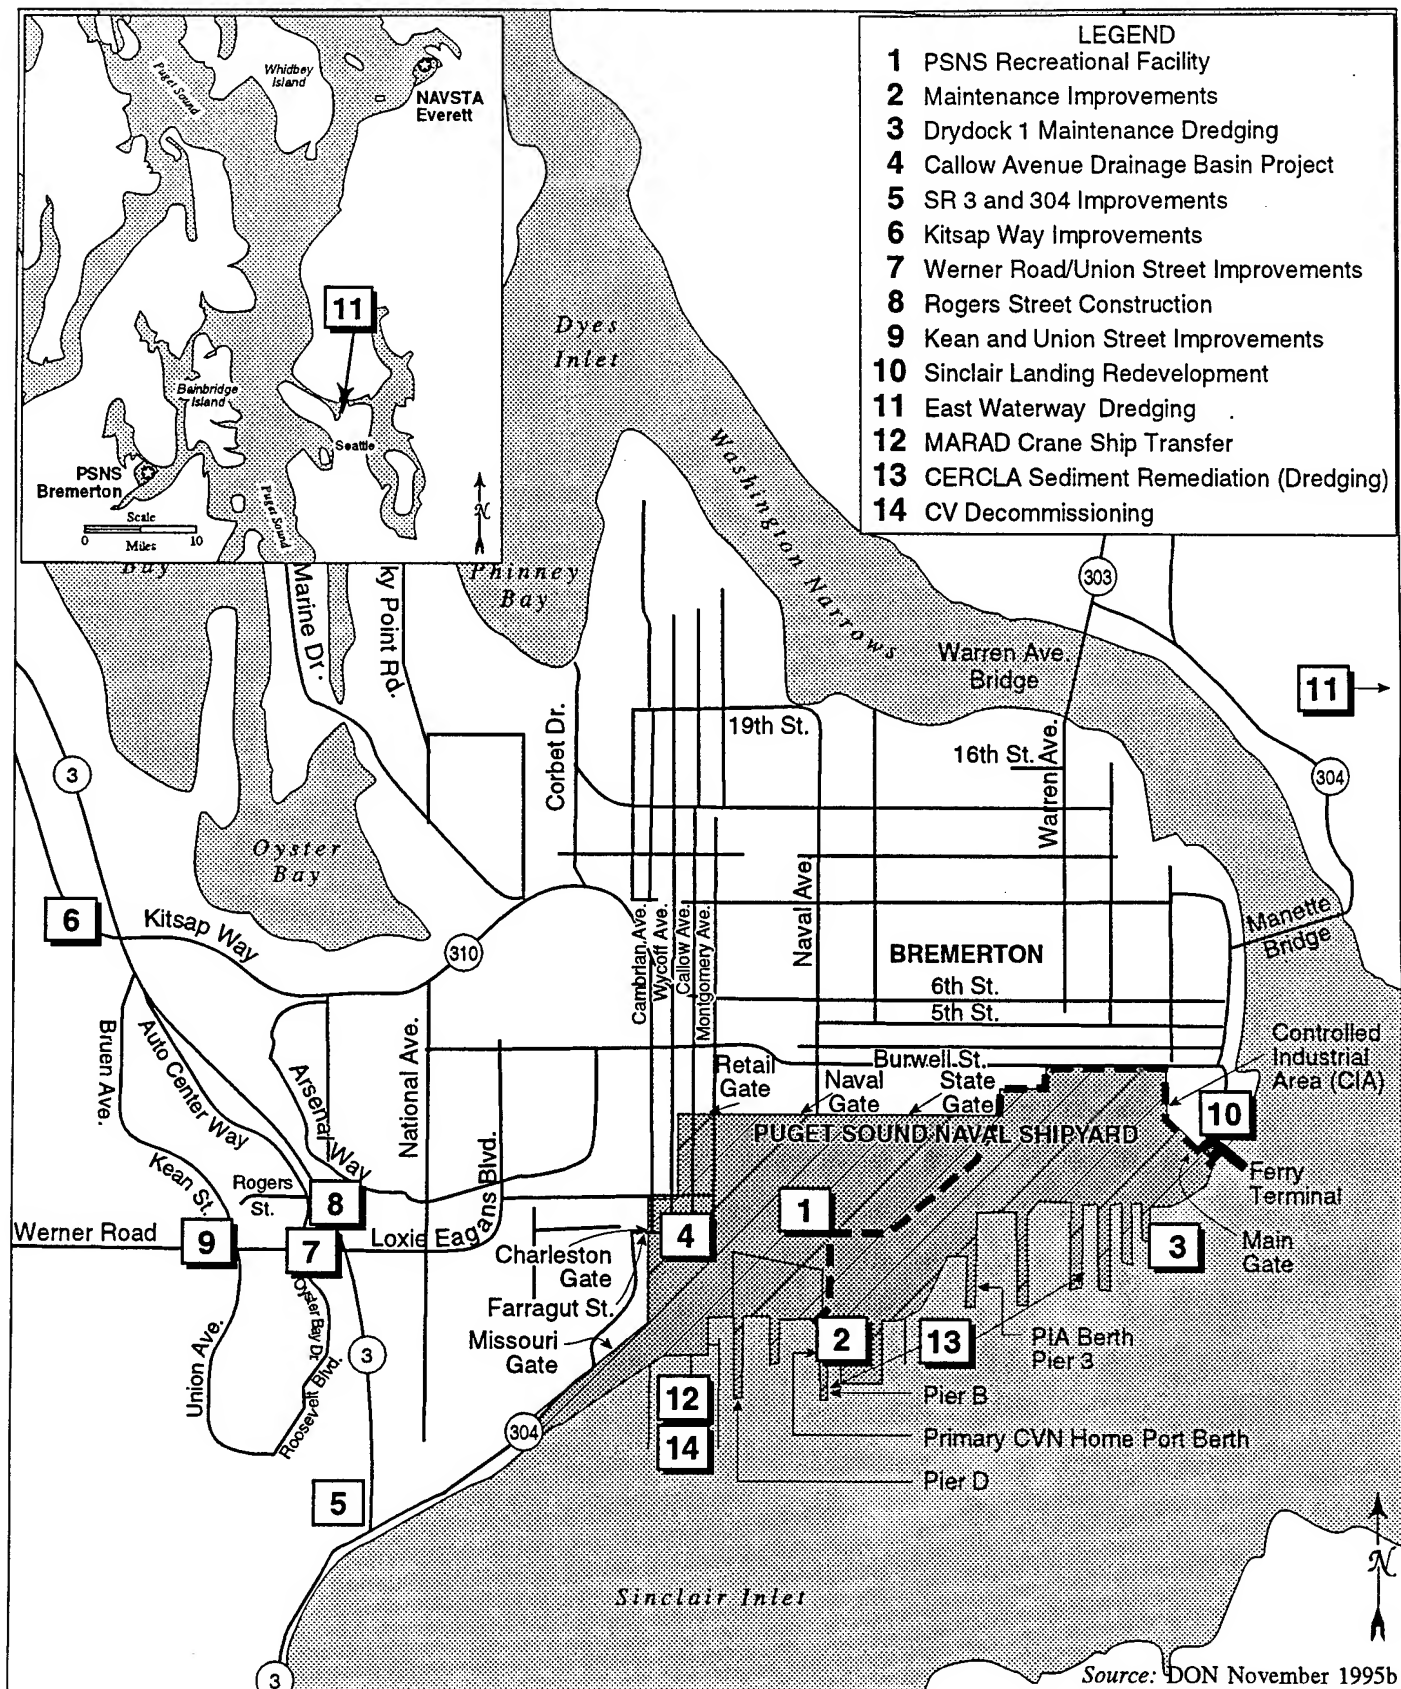 LEGEND
1 PSNS Recreational Facility
2 Maintenance Improvements
3 Drydock 1 Maintenance Dredging
4 Callow Avenue Drainage Basin Project
5 SR 3 and 304 Improvements
6 Kitsap Way Improvements
7 Werner Road/Union Street Improvements
8 Rogers Street Construction
9 Kean and Union Street Improvements
10 Sinclair Landing Redevelopment
11 East Waterway Dredging
12 MARAD Crane Ship Transfer
13 CERCLA Sediment Remediation (Dredging)
14 CV Decommissioning
Puget Sound
Whidbey
Island
NAVSTA
Everett
11
Bainbridge
Island
Seattle
PSNS
Bremerton
Puget Sound
Scale
0 Miles 10
N
Dyes
Inlet
Washington Narrows
Bay
Phinney
Bay
Marine Dr.
ky Point Rd.
303
Warren Ave.
Bridge
11
19th St.
16th St.
Warren Ave.
Corbet Dr.
3
304
Oyster
Bay
6
Kitsap Way
310
Cambrian Ave.
Wycoff Ave.
Callow Ave.
Montgomery Ave.
Naval Ave.
BREMERTON
Manette
Bridge
6th St.
5th St.
Burwell St.
Controlled
Industrial
Area (CIA)
Bruen Ave.
Auto Center Way
Arsenal Way
National Ave.
Retail
Gate
Naval
Gate
State
Gate
10
PUGET SOUND NAVAL SHIPYARD
Kean St.
Rogers
St.
8
1
Ferry
Terminal
Werner Road
9
7
Loxie Eagans Blvd.
4
3
Main
Gate
Charleston
Gate
Farragut St.
Missouri
Gate
Oyster Bay Dr.
Union Ave.
Roosevelt Blvd.
3
2
13
PIA Berth
Pier 3
12
Pier B
304
14
Primary CVN Home Port Berth
Pier D
5
Sinclair Inlet
N
3
Source: DON November 1995b